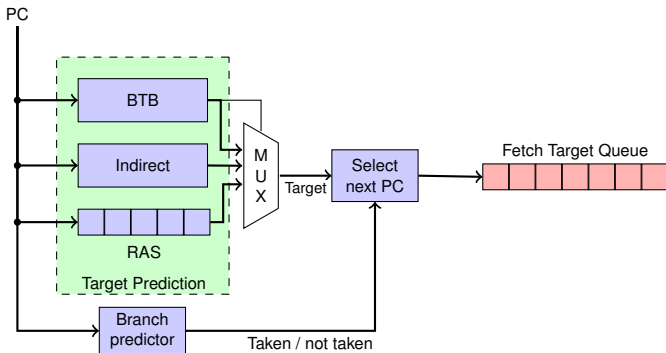 PC
BTB
Indirect
RAS
Target Prediction
M
U
X
Target
Select
next PC
Fetch Target Queue
Branch
predictor
Taken / not taken